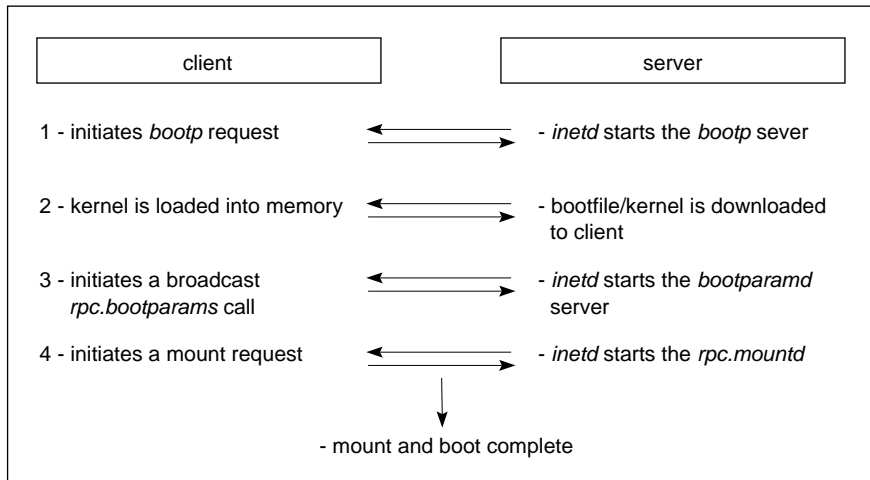 client
server
1 - initiates bootp request
- inetd starts the bootp sever
2 - kernel is loaded into memory
- bootfile/kernel is downloaded
to client
3 - initiates a broadcast
rpc.bootparams call
- inetd starts the bootparamd
server
4 - initiates a mount request
- inetd starts the rpc.mountd
- mount and boot complete